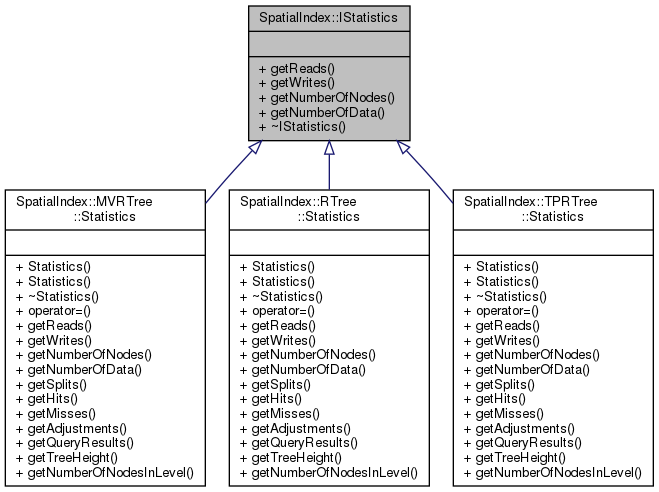 SpatialIndex::IStatistics
+ getReads()
+ getWrites()
+ getNumberOfNodes()
+ getNumberOfData()
+ ~IStatistics()
SpatialIndex::MVRTree
::Statistics
+ Statistics()
+ Statistics()
+ ~Statistics()
+ operator=()
+ getReads()
+ getWrites()
+ getNumberOfNodes()
+ getNumberOfData()
+ getSplits()
+ getHits()
+ getMisses()
+ getAdjustments()
+ getQueryResults()
+ getTreeHeight()
+ getNumberOfNodesInLevel()
SpatialIndex::RTree
::Statistics
+ Statistics()
+ Statistics()
+ ~Statistics()
+ operator=()
+ getReads()
+ getWrites()
+ getNumberOfNodes()
+ getNumberOfData()
+ getSplits()
+ getHits()
+ getMisses()
+ getAdjustments()
+ getQueryResults()
+ getTreeHeight()
+ getNumberOfNodesInLevel()
SpatialIndex::TPRTree
::Statistics
+ Statistics()
+ Statistics()
+ ~Statistics()
+ operator=()
+ getReads()
+ getWrites()
+ getNumberOfNodes()
+ getNumberOfData()
+ getSplits()
+ getHits()
+ getMisses()
+ getAdjustments()
+ getQueryResults()
+ getTreeHeight()
+ getNumberOfNodesInLevel()